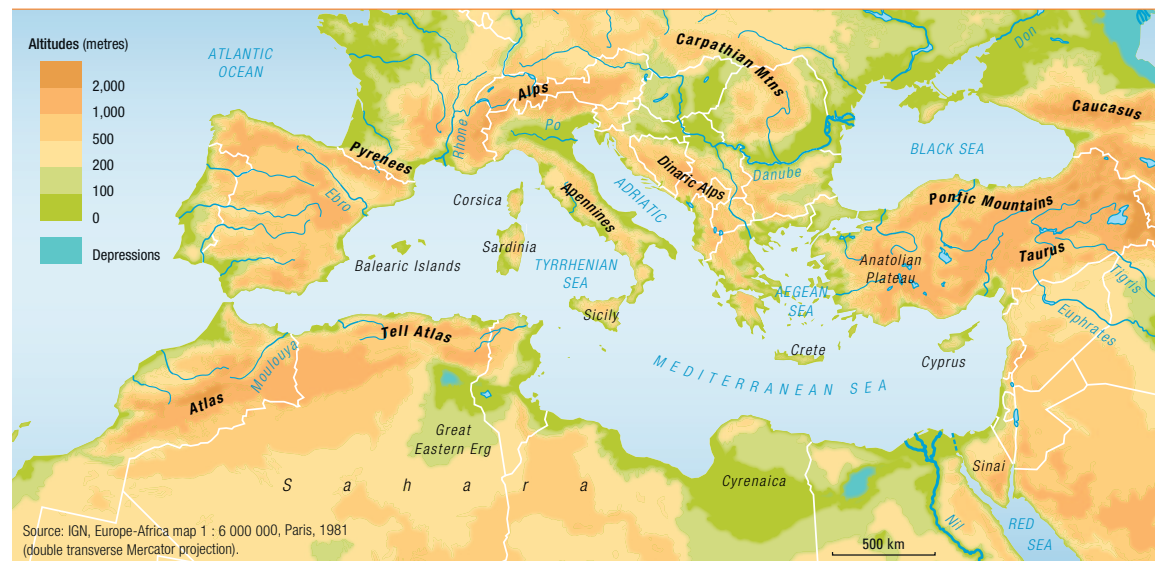 Altitudes (metres)
2,000
1,000
500
200
100
0
Depressions
ATLANTIC
OCEAN
Carpathian Mtns
Don
Alps
Caucasus
Rhone
Po
Pyrenees
BLACK SEA
Danube
Dinaric Alps
ADRIATIC
Ebro
Corsica
Apennines
Pontic Mountains
Sardinia
Balearic Islands
TYRRHENIAN
SEA
Anatolian
Plateau
Taurus
Tigris
AEGEAN
SEA
Euphrates
Sicily
Tell Atlas
Crete
Cyprus
Moulouya
MEDITERRANEAN SEA
Atlas
Great
Eastern Erg
Sinai
Sahara
Cyrenaica
Nil
RED
SEA
Source: IGN, Europe-Africa map 1 : 6 000 000, Paris, 1981
(double transverse Mercator projection).
500 km